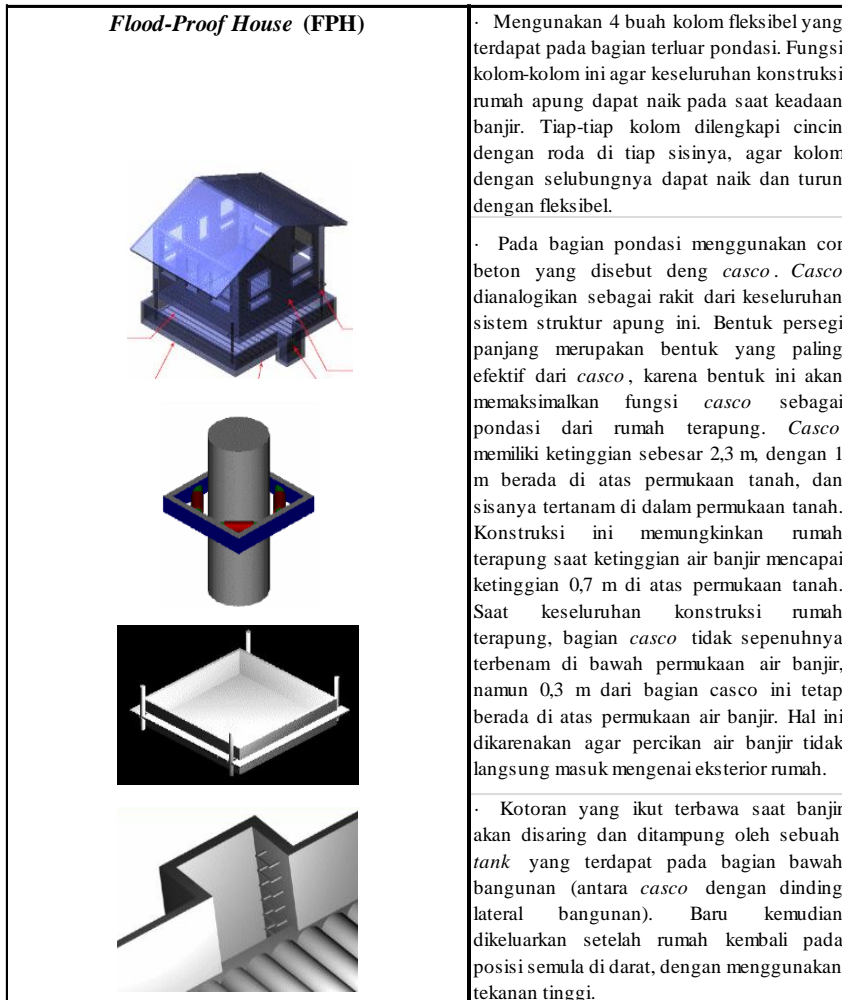 Flood-Proof House (FPH)
· Mengunakan 4 buah kolom fleksibel yang
terdapat pada bagian terluar pondasi. Fungsi
kolom-kolom ini agar keseluruhan konstruksi
rumah apung dapat naik pada saat keadaan
banjir. Tiap-tiap kolom dilengkapi cincin
dengan roda di tiap sisinya, agar kolom
dengan selubungnya dapat naik dan turun
dengan fleksibel.
· Pada bagian pondasi menggunakan cor
beton yang disebut deng casco. Casco
dianalogikan sebagai rakit dari keseluruhan
sistem struktur apung ini. Bentuk persegi
panjang merupakan bentuk yang paling
efektif dari casco, karena bentuk ini akan
memaksimalkan fungsi casco sebagai
pondasi dari rumah terapung. Casco
memiliki ketinggian sebesar 2,3 m, dengan 1
m berada di atas permukaan tanah, dan
sisanya tertanam di dalam permukaan tanah.
Konstruksi ini memungkinkan rumah
terapung saat ketinggian air banjir mencapai
ketinggian 0,7 m di atas permukaan tanah.
Saat keseluruhan konstruksi rumah
terapung, bagian casco tidak sepenuhnya
terbenam di bawah permukaan air banjir,
namun 0,3 m dari bagian casco ini tetap
berada di atas permukaan air banjir. Hal ini
dikarenakan agar percikan air banjir tidak
langsung masuk mengenai eksterior rumah.
· Kotoran yang ikut terbawa saat banjir
akan disaring dan ditampung oleh sebuah
tank yang terdapat pada bagian bawah
bangunan (antara casco dengan dinding
lateral bangunan). Baru kemudian
dikeluarkan setelah rumah kembali pada
posisi semula di darat, dengan menggunakan
tekanan tinggi.